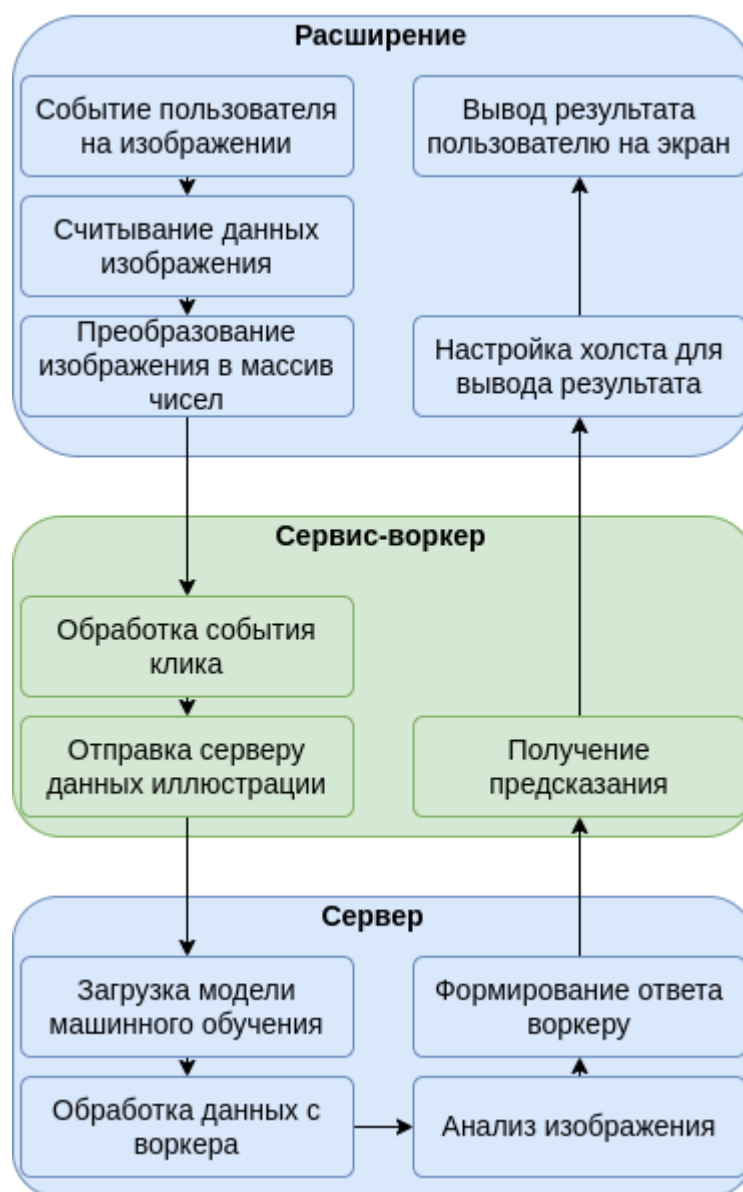 Расширение
Событие пользователя
на изображении
Считывание данных
изображения
Преобразование
изображения в массив
чисел
Вывод результата
пользователю на экран
Настройка холста для
вывода результата
Сервис-воркер
Обработка события
клика
Отправка серверу
данных иллюстрации
Получение
предсказания
Сервер
Загрузка модели
машинного обучения
Обработка данных с
воркера
Формирование ответа
воркеру
Анализ изображения